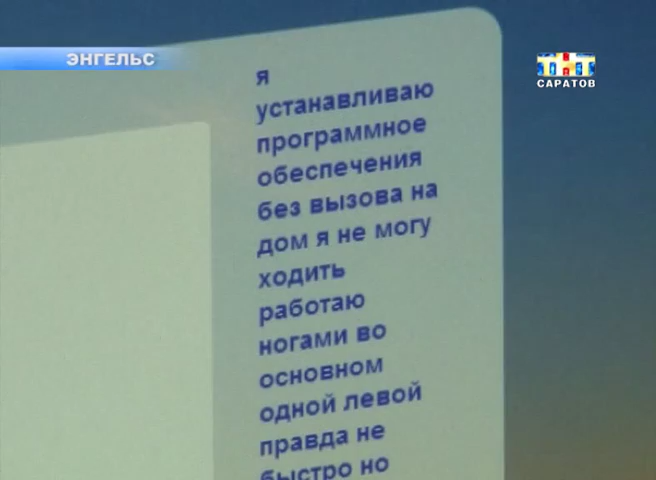 ЭНГЕЛЬС
ТНТ
САРАТОВ
я
устанавливаю
программное
обеспечения
без вызова на
дом я не могу
ходить
работаю
ногами во
основном
одной левой
правда не
быстро но